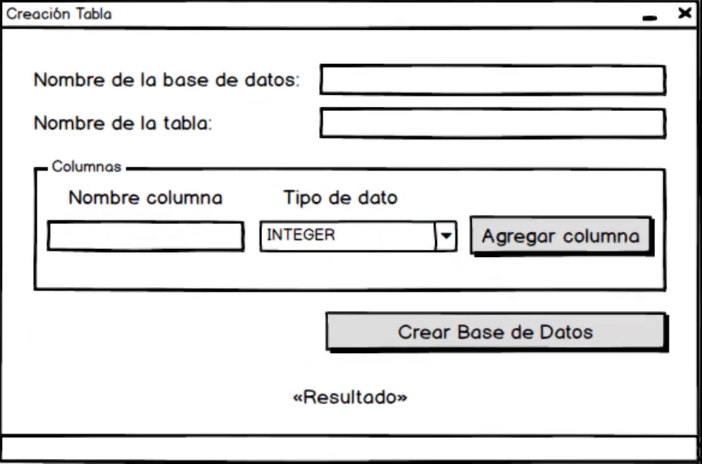 Creación Tabla
Nombre de la base de datos:
Nombre de la tabla:
Columnas
Nombre columna Tipo de dato
INTEGER Agregar columna
Crear Base de Datos
«Resultado»